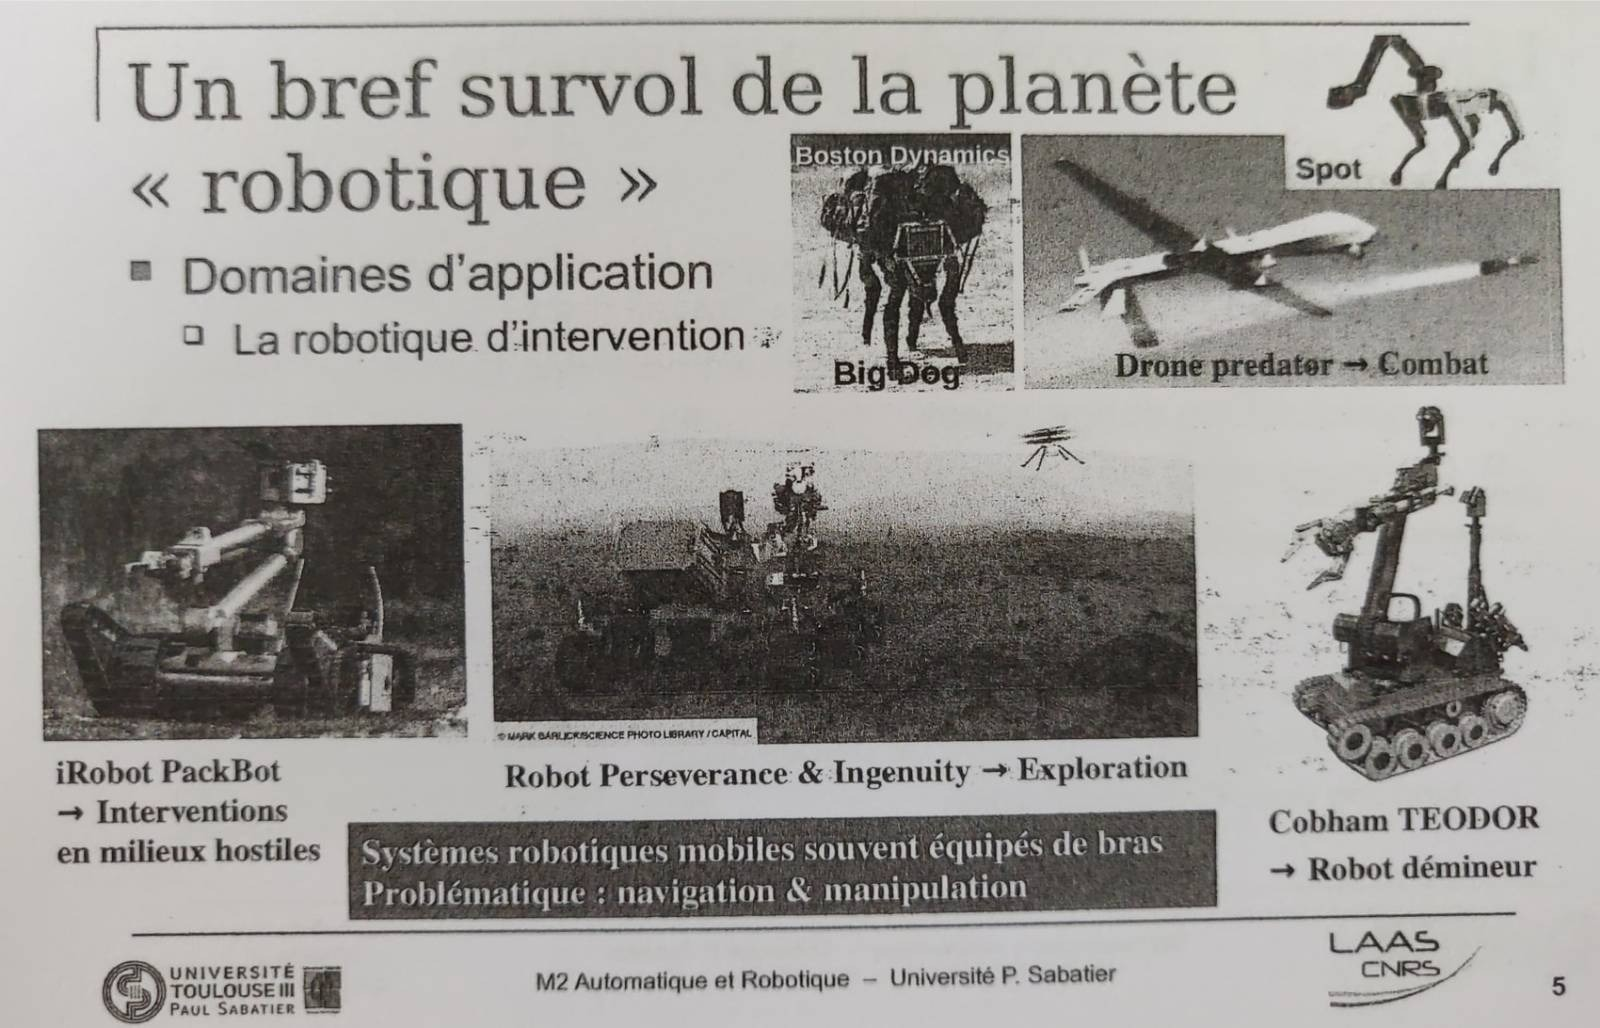 Un bref survol de la planète
« robotique »
■ Domaines d'application
□ La robotique d'intervention
Boston Dynamics
Big Dog
Spot
Drone predator → Combat
© MARK GARLICK/SCIENCE PHOTO LIBRARY / CAPITAL
iRobot PackBot
→ Interventions
en milieux hostiles
Robot Perseverance & Ingenuity → Exploration
Cobham TEODOR
→ Robot démineur
Systèmes robotiques mobiles souvent équipés de bras
Problématique : navigation & manipulation
UNIVERSITÉ
TOULOUSE III
PAUL SABATIER
M2 Automatique et Robotique – Université P. Sabatier
LAAS
CNRS
5